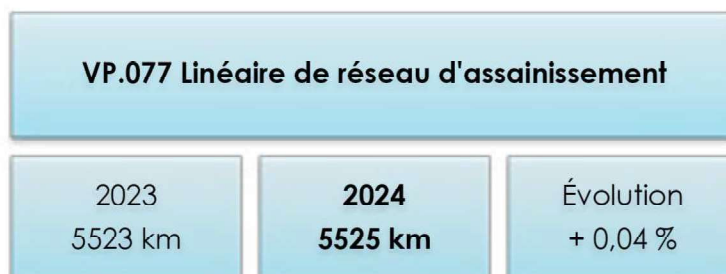 VP.077 Linéaire de réseau d'assainissement
2023
5523 km
2024
5525 km
Évolution
+ 0,04 %